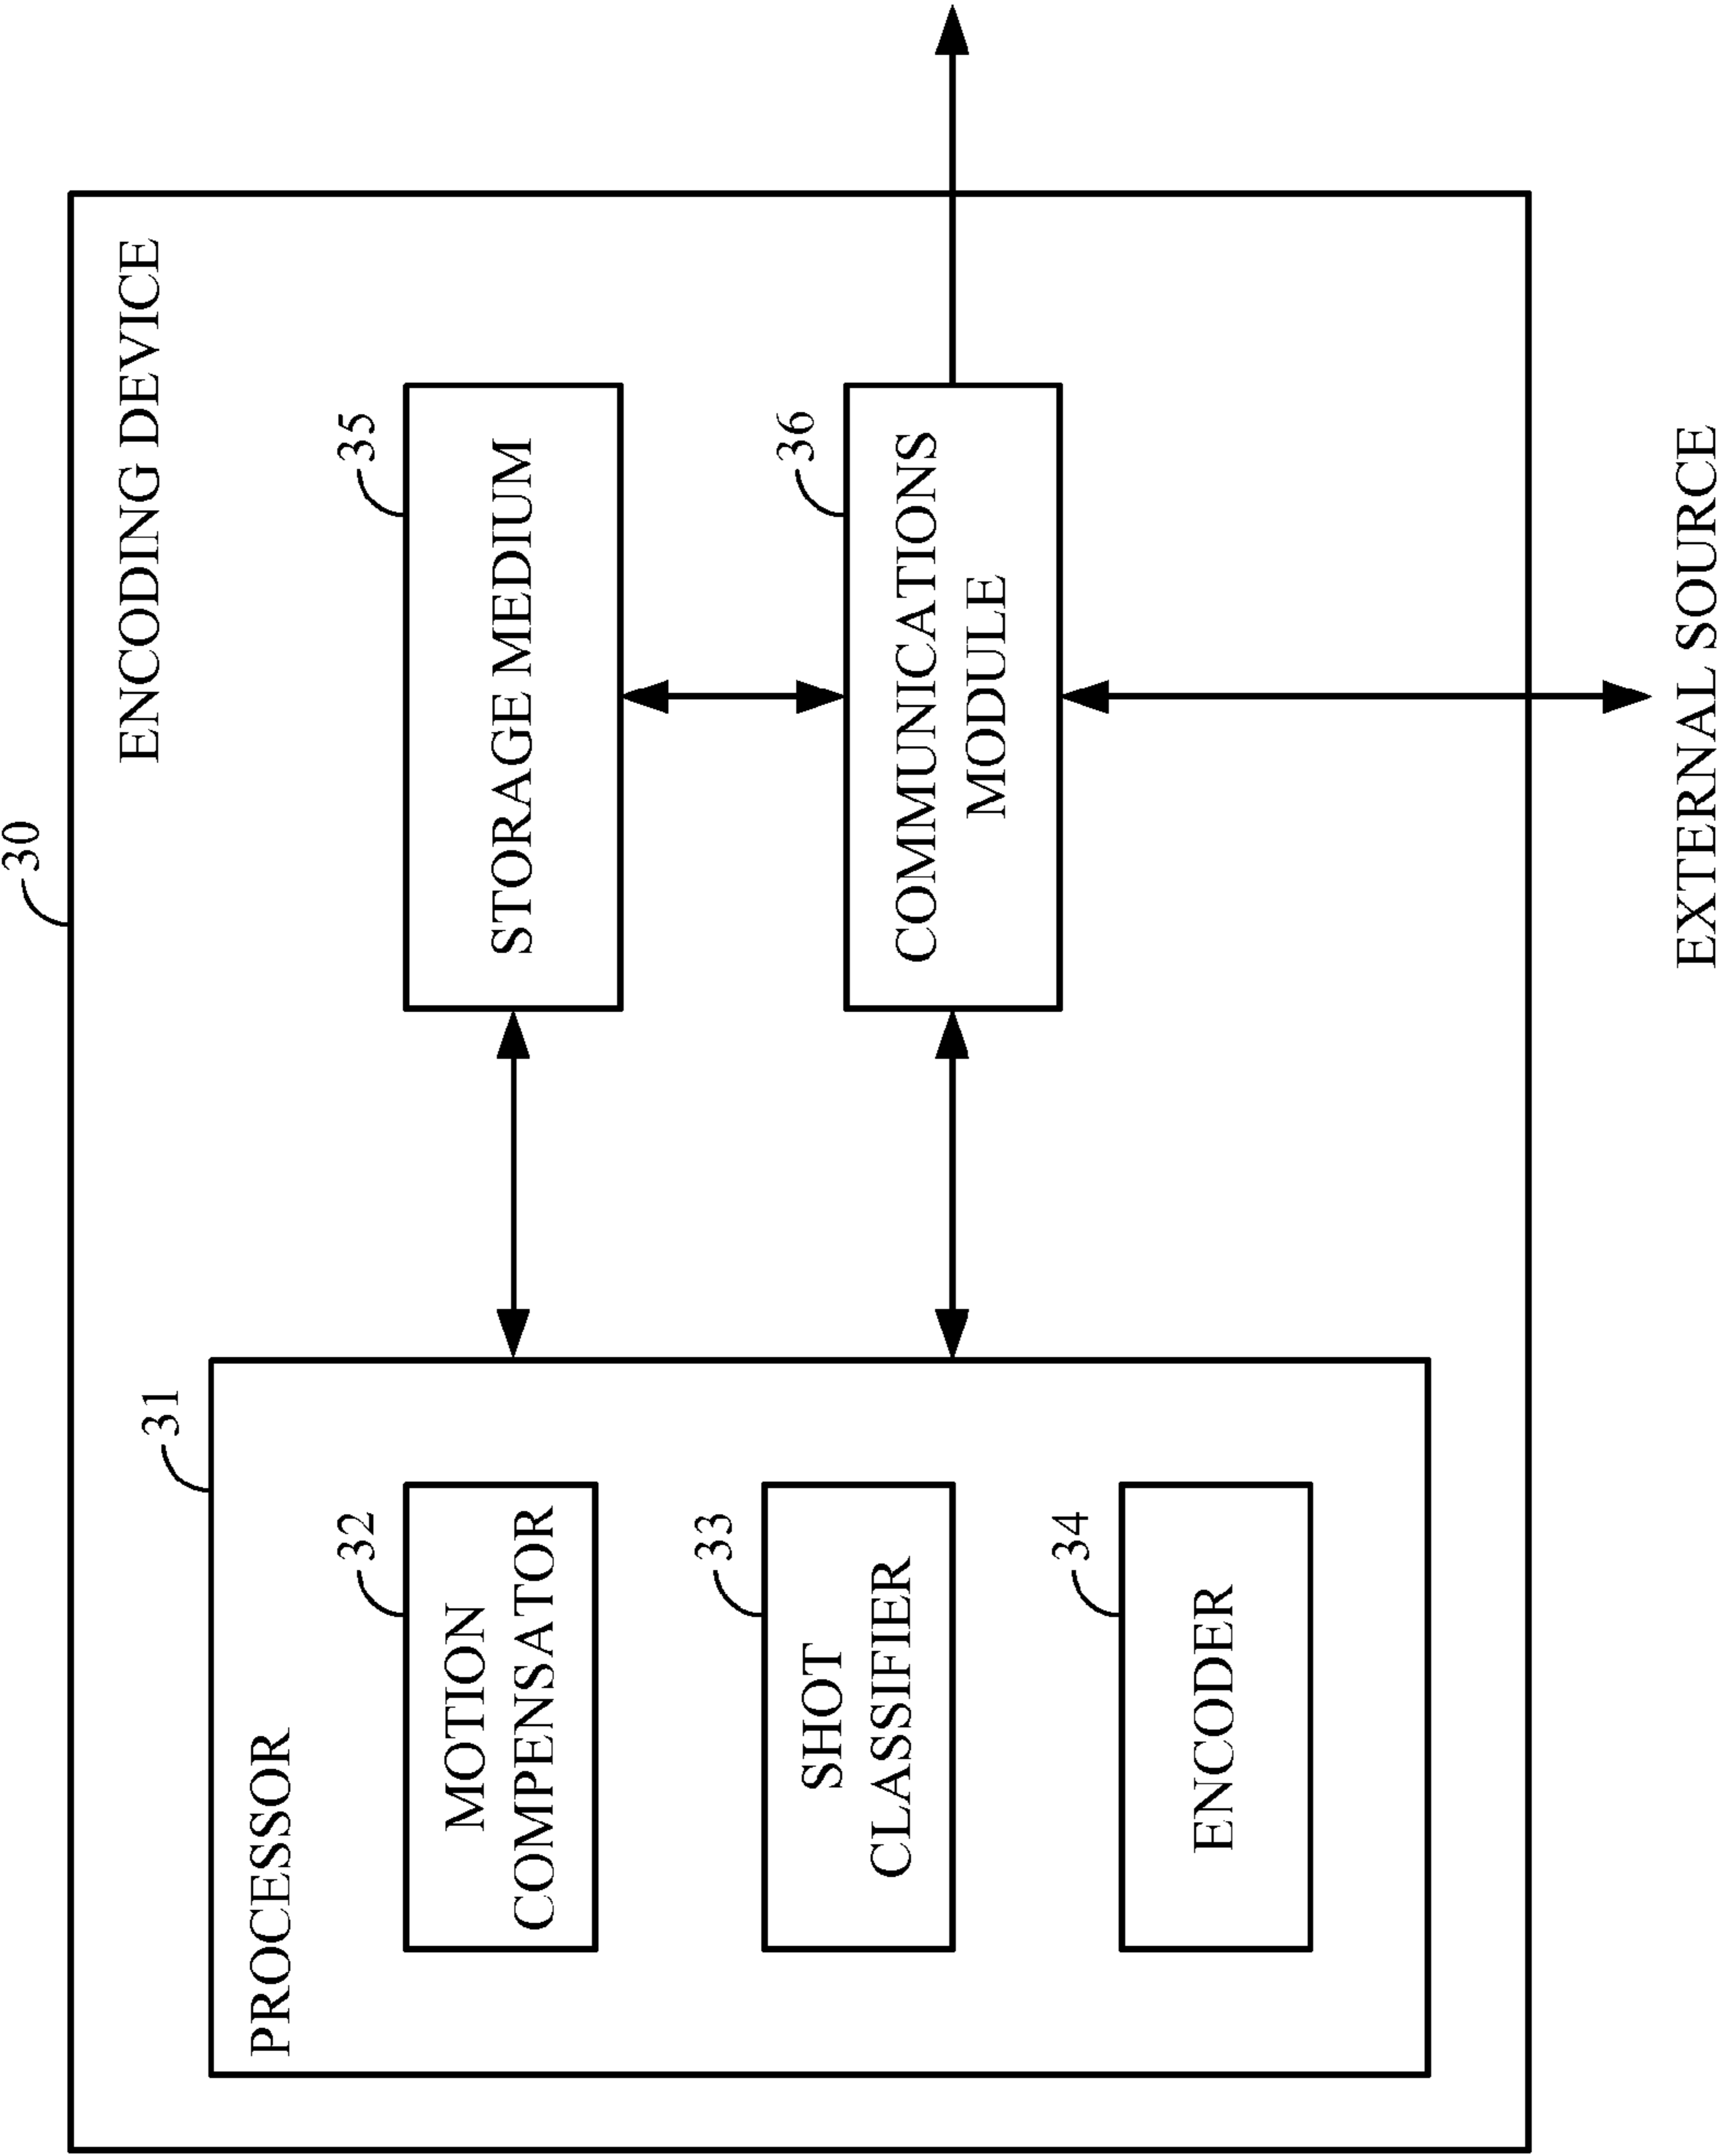 30
ENCODING DEVICE
31
PROCESSOR
32
MOTION
COMPENSATOR
35
STORAGE MEDIUM
33
SHOT
CLASSIFIER
36
COMMUNICATIONS
MODULE
34
ENCODER
EXTERNAL SOURCE